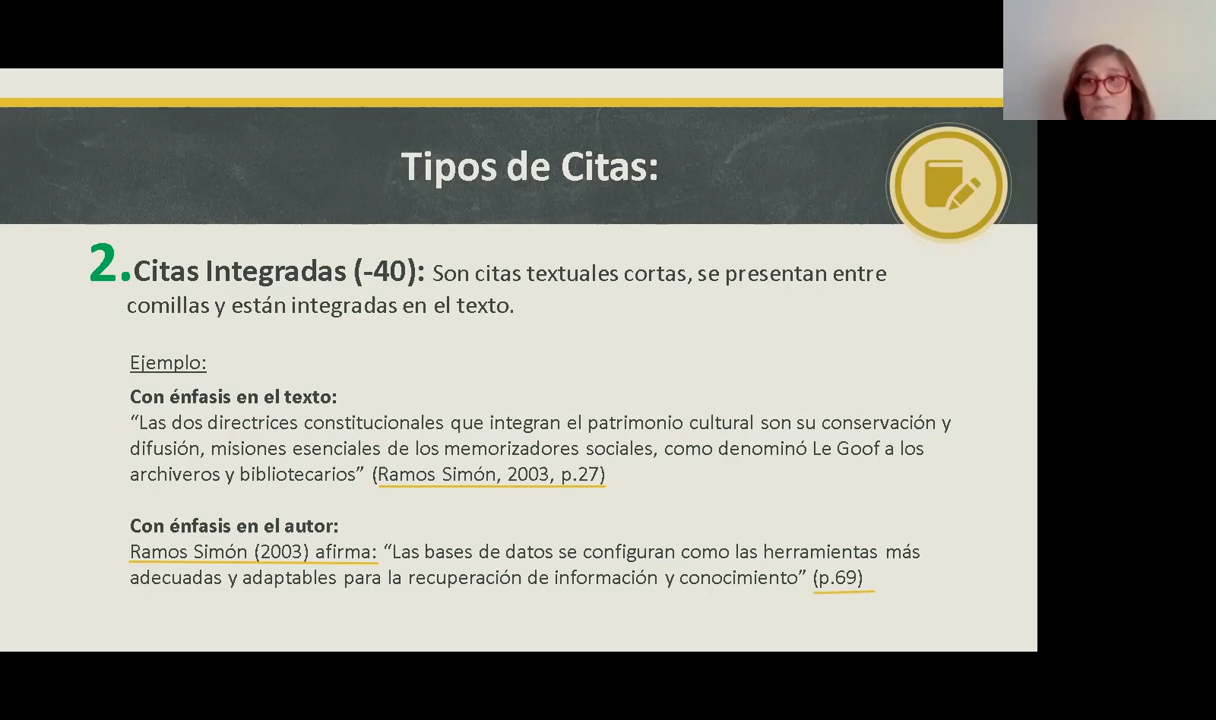 Tipos de Citas:
2.Citas Integradas (-40): Son citas textuales cortas, se presentan entre
comillas y están integradas en el texto.
Ejemplo:
Con énfasis en el texto:
“Las dos directrices constitucionales que integran el patrimonio cultural son su conservación y
difusión, misiones esenciales de los memorizadores sociales, como denominó Le Goof a los
archiveros y bibliotecarios” (Ramos Simón, 2003, p.27)
Con énfasis en el autor:
Ramos Simón (2003) afirma: “Las bases de datos se configuran como las herramientas más
adecuadas y adaptables para la recuperación de información y conocimiento” (p.69)